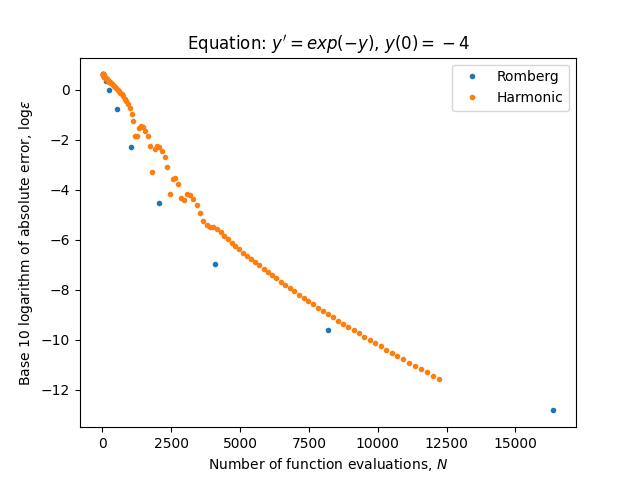 Equation: y' = exp(−y), y(0) = −4
Romberg
Harmonic
Base 10 logarithm of absolute error, logε
0
−2
−4
−6
−8
−10
−12
0 2500 5000 7500 10000 12500 15000
Number of function evaluations, N